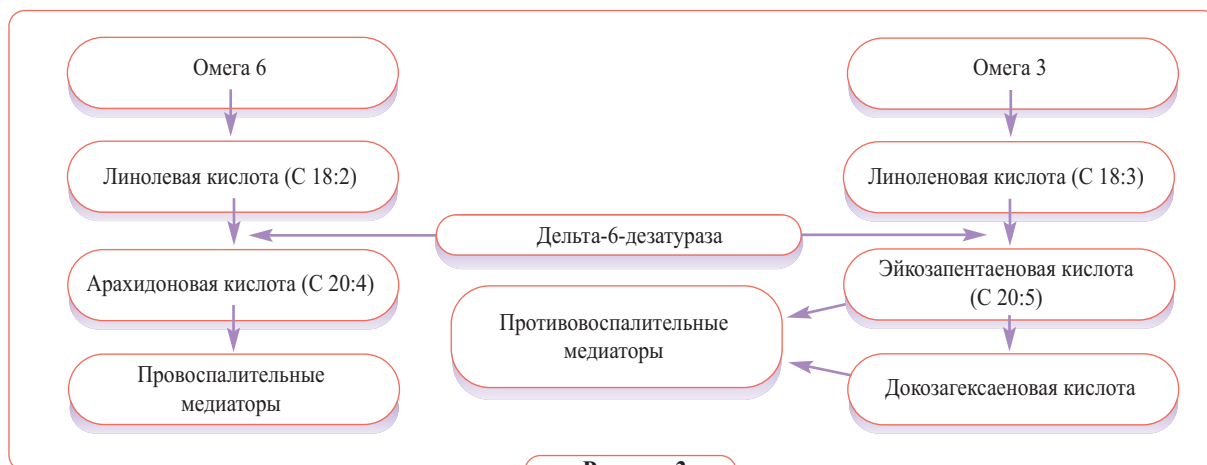 Омега 6
Омега 3
Линолевая кислота (С 18:2)
Линоленовая кислота (С 18:3)
Дельта-6-дезатураза
Арахидоновая кислота (С 20:4)
Эйкозапентаеновая кислота
(С 20:5)
Противовоспалительные
медиаторы
Провоспалительные
медиаторы
Докозагексаеновая кислота